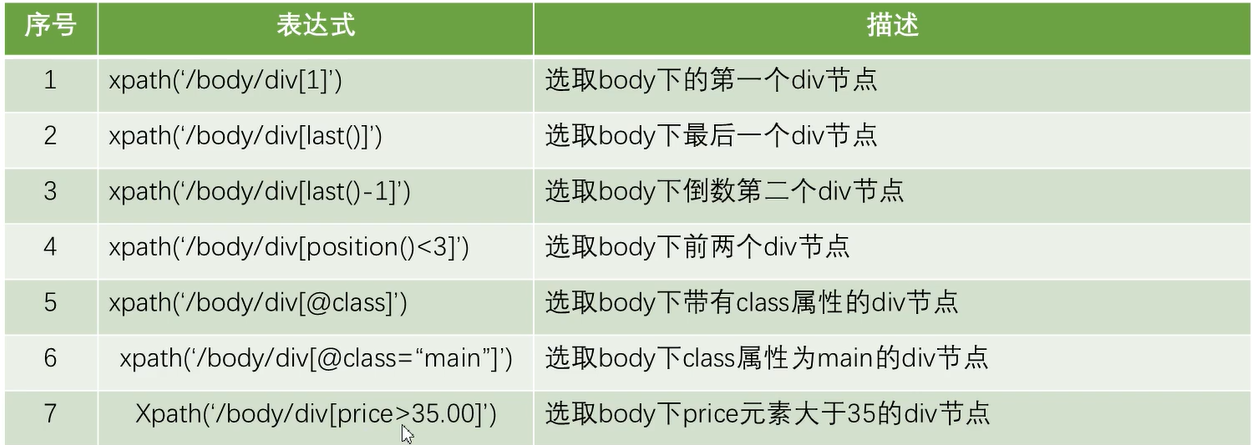 序号 表达式 描述
1 xpath(‘/body/div[1]’) 选取body下的第一个div节点
2 xpath(‘/body/div[last()]’) 选取body下最后一个div节点
3 xpath(‘/body/div[last()-1]’) 选取body下倒数第二个div节点
4 xpath(‘/body/div[position()<3]’) 选取body下前两个div节点
5 xpath(‘/body/div[@class]’) 选取body下带有class属性的div节点
6 xpath(‘/body/div[@class=“main”]’) 选取body下class属性为main的div节点
7 Xpath(‘/body/div[price>35.00]’) 选取body下price元素大于35的div节点